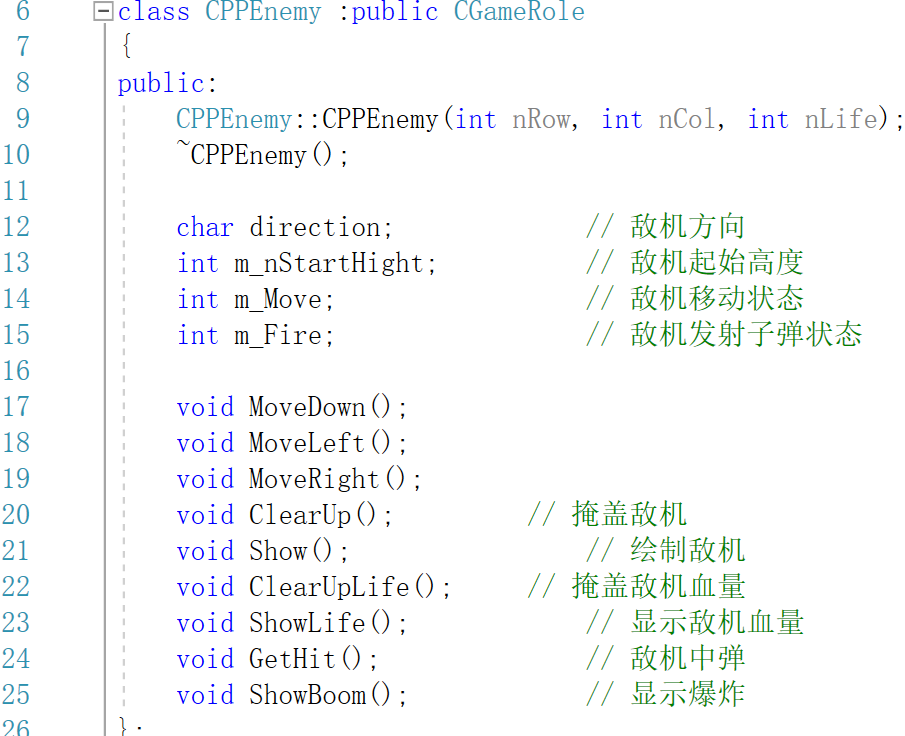 6 class CPPEnemy :public CGameRole
7 {
8 public:
9 CPPEnemy::CPPEnemy(int nRow, int nCol, int nLife);
10 ~CPPEnemy();
11
12 char direction; // 敌机方向
13 int m_nStartHight; // 敌机起始高度
14 int m_Move; // 敌机移动状态
15 int m_Fire; // 敌机发射子弹状态
16
17 void MoveDown();
18 void MoveLeft();
19 void MoveRight();
20 void ClearUp(); // 掩盖敌机
21 void Show(); // 绘制敌机
22 void ClearUpLife(); // 掩盖敌机血量
23 void ShowLife(); // 显示敌机血量
24 void GetHit(); // 敌机中弹
25 void ShowBoom(); // 显示爆炸
26 };